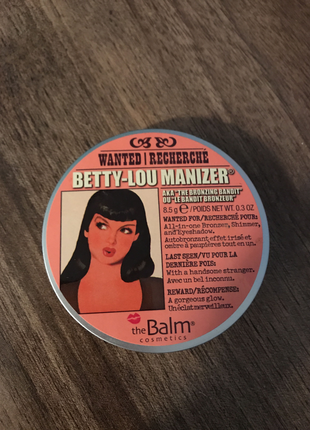 WANTED | RECHERCHÉ
BETTY-LOU MANIZER®
AKA "THE BRONZING BANDIT"
OU "LE BANDIT BRONZEUR"
8.5 g ℮ / POIDS NET WT. 0.3 OZ
WANTED FOR/RECHERCHÉ POUR:
All-in-one Bronzer, Shimmer,
and Eyeshadow.
Autobronzant effet irisé et
ombre à paupières tout en un.
LAST SEEN/VU POUR LA
DERNIÈRE FOIS:
With a handsome stranger.
Avec un bel inconnu.
REWARD/RÉCOMPENSE:
A gorgeous glow.
Un éclat merveilleux.
theBalm®
cosmetics